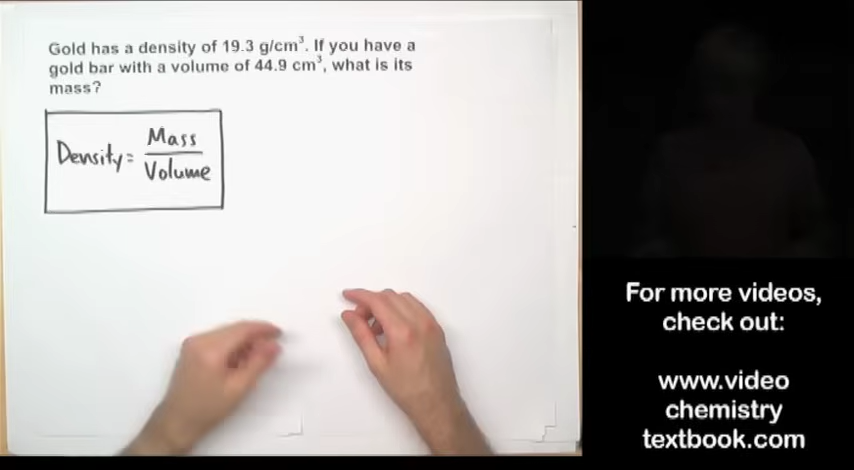 Gold has a density of 19.3 g/cm³. If you have a
gold bar with a volume of 44.9 cm³, what is its
mass?
Density = Mass
Volume
For more videos,
check out:
www.video
chemistry
textbook.com